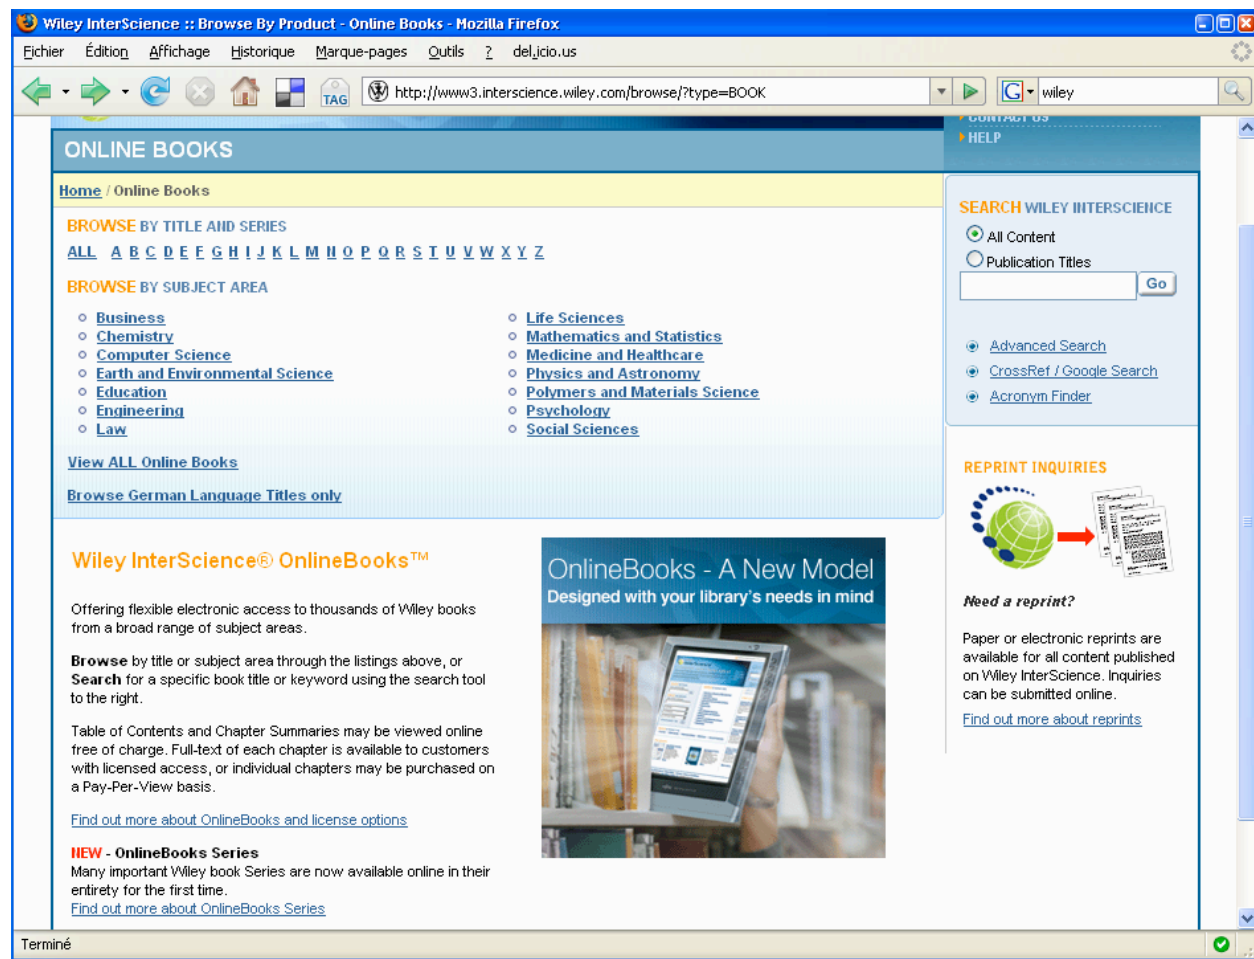 Wiley InterScience :: Browse By Product - Online Books - Mozilla Firefox
Fichier Édition Affichage Historique Marque-pages Outils ? del.icio.us
TAG http://www3.interscience.wiley.com/browse/?type=BOOK G wiley
CONTACT US
HELP
ONLINE BOOKS
Home / Online Books
BROWSE BY TITLE AND SERIES
ALL A B C D E F G H I J K L M N O P Q R S T U V W X Y Z
BROWSE BY SUBJECT AREA
Business
Chemistry
Computer Science
Earth and Environmental Science
Education
Engineering
Law
Life Sciences
Mathematics and Statistics
Medicine and Healthcare
Physics and Astronomy
Polymers and Materials Science
Psychology
Social Sciences
View ALL Online Books
Browse German Language Titles only
SEARCH WILEY INTERSCIENCE
All Content
Publication Titles
Go
Advanced Search
CrossRef / Google Search
Acronym Finder
Wiley InterScience® OnlineBooks™
Offering flexible electronic access to thousands of Wiley books
from a broad range of subject areas.
Browse by title or subject area through the listings above, or
Search for a specific book title or keyword using the search tool
to the right.
Table of Contents and Chapter Summaries may be viewed online
free of charge. Full-text of each chapter is available to customers
with licensed access, or individual chapters may be purchased on
a Pay-Per-View basis.
Find out more about OnlineBooks and license options
NEW - OnlineBooks Series
Many important Wiley book Series are now available online in their
entirety for the first time.
Find out more about OnlineBooks Series
OnlineBooks - A New Model
Designed with your library's needs in mind
REPRINT INQUIRIES
Need a reprint?
Paper or electronic reprints are
available for all content published
on Wiley InterScience. Inquiries
can be submitted online.
Find out more about reprints
Terminé